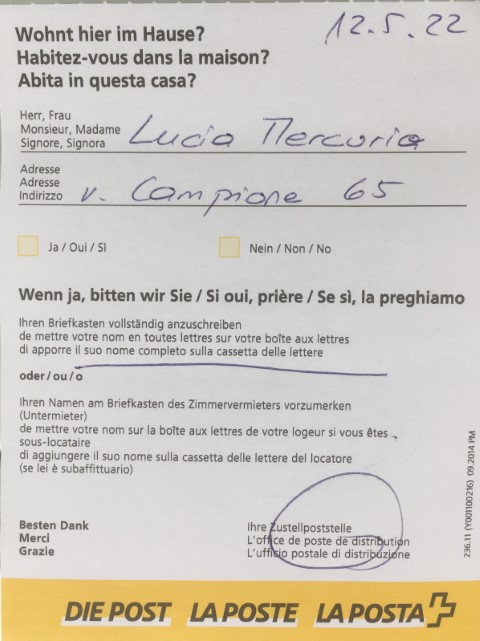 12.5.22
Wohnt hier im Hause?
Habitez-vous dans la maison?
Abita in questa casa?
Herr, Frau
Monsieur, Madame
Signore, Signora
Lucia Mercuria
Adresse
Adresse
Indirizzo
v. Campione 65
Ja / Oui / Sì
Nein / Non / No
Wenn ja, bitten wir Sie / Si oui, prière / Se sì, la preghiamo
Ihren Briefkasten vollständig anzuschreiben
de mettre votre nom en toutes lettres sur votre boîte aux lettres
di apporre il suo nome completo sulla cassetta delle lettere
oder / ou / o
Ihren Namen am Briefkasten des Zimmervermieters vorzumerken
(Untermieter)
de mettre votre nom sur la boîte aux lettres de votre logeur si vous êtes
sous-locataire
di aggiungere il suo nome sulla cassetta delle lettere del locatore
(se lei è subaffittuario)
Besten Dank
Merci
Grazie
Ihre Zustellpoststelle
L'office de poste de distribution
L'ufficio postale di distribuzione
236.11 (Y001100216) 09.2014 PM
DIE POST LA POSTE LA POSTA